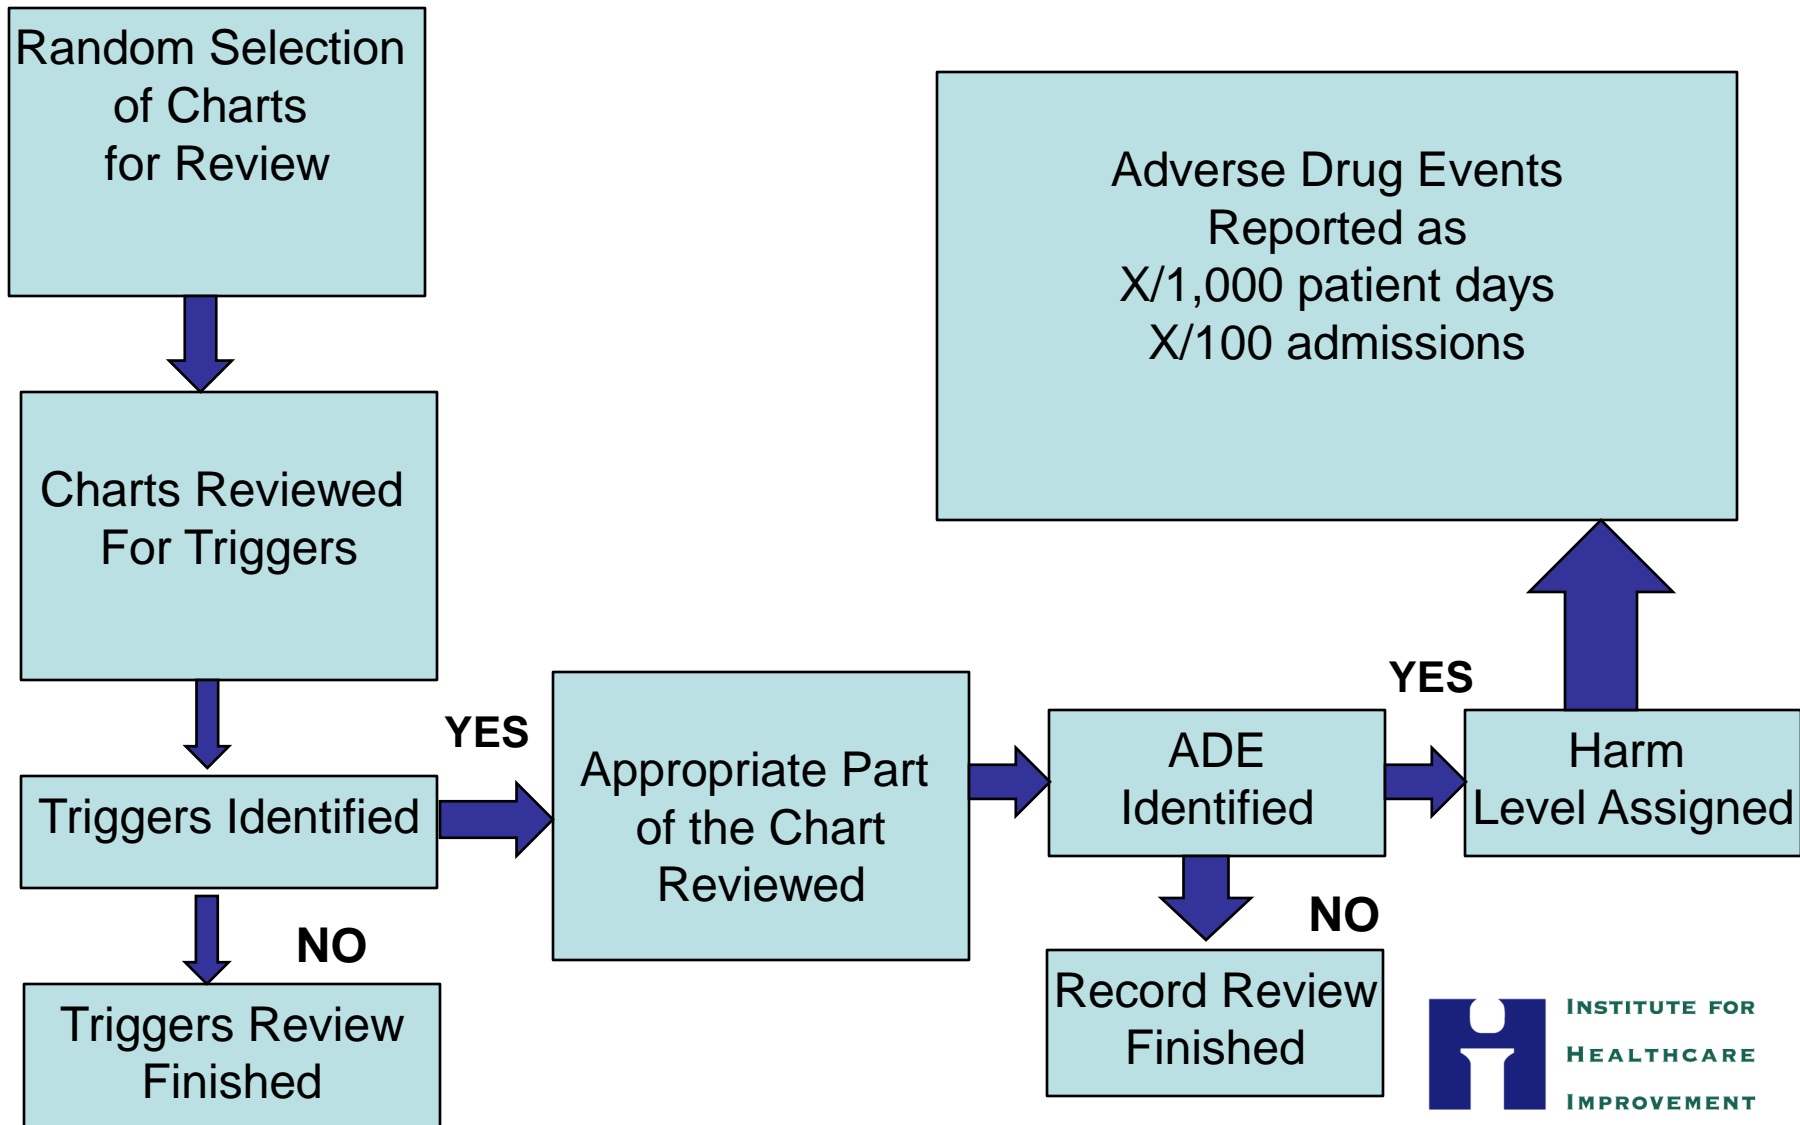 Random Selection
of Charts
for Review
Adverse Drug Events
Reported as
X/1,000 patient days
X/100 admissions
Charts Reviewed
For Triggers
YES
Triggers Identified
Appropriate Part
of the Chart
Reviewed
ADE
Identified
YES
Harm
Level Assigned
NO
Triggers Review
Finished
NO
Record Review
Finished
INSTITUTE FOR
HEALTHCARE
IMPROVEMENT